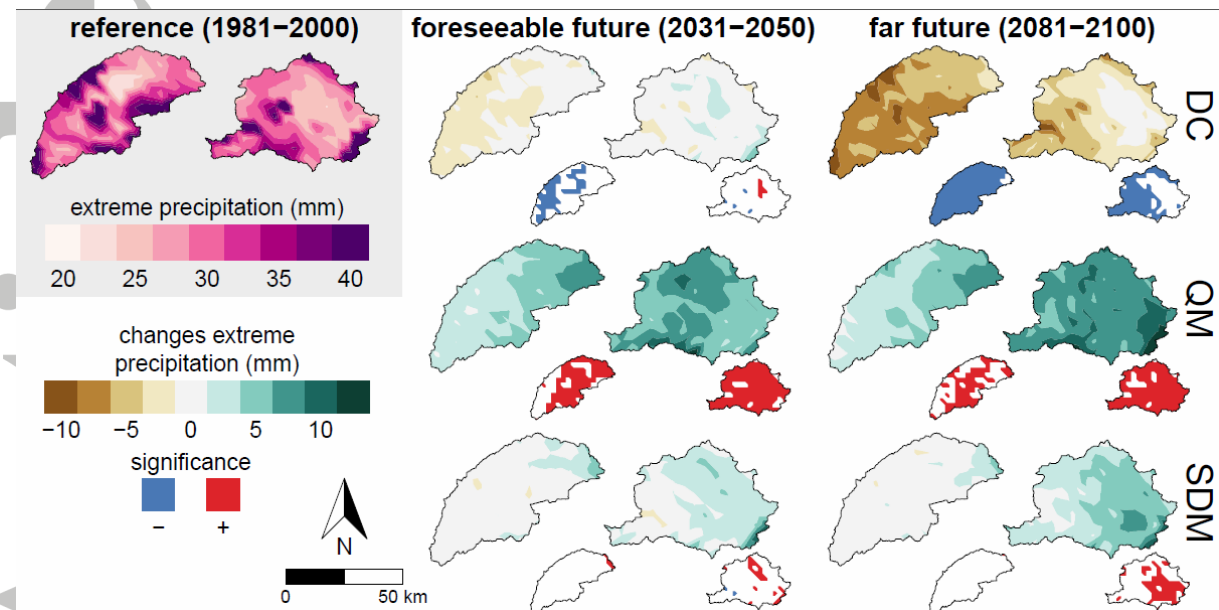 reference (1981−2000)
foreseeable future (2031−2050)
far future (2081−2100)
DC
extreme precipitation (mm)
20 25 30 35 40
QM
changes extreme
precipitation (mm)
−10 −5 0 5 10
significance
− +
N
0 50 km
SDM